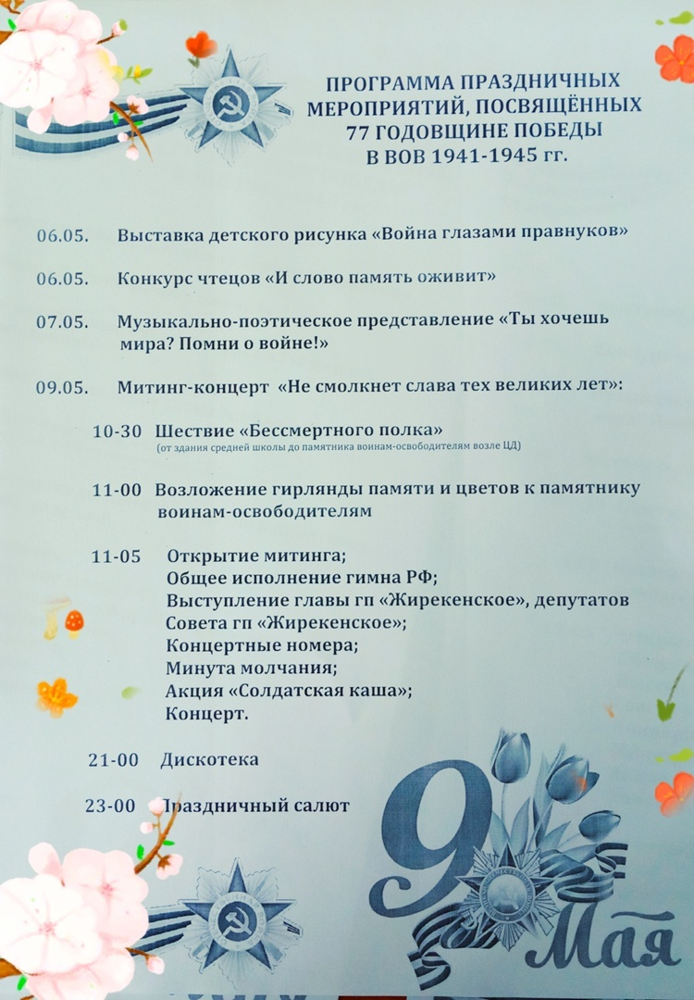 ПРОГРАММА ПРАЗДНИЧНЫХ
МЕРОПРИЯТИЙ, ПОСВЯЩЁННЫХ
77 ГОДОВЩИНЕ ПОБЕДЫ
В ВОВ 1941-1945 гг.
06.05. Выставка детского рисунка «Война глазами правнуков»
06.05. Конкурс чтецов «И слово память оживит»
07.05. Музыкально-поэтическое представление «Ты хочешь
мира? Помни о войне!»
09.05. Митинг-концерт «Не смолкнет слава тех великих лет»:
10-30 Шествие «Бессмертного полка»
(от здания средней школы до памятника воинам-освободителям возле ЦД)
11-00 Возложение гирлянды памяти и цветов к памятнику
воинам-освободителям
11-05 Открытие митинга;
Общее исполнение гимна РФ;
Выступление главы гп «Жирекенское», депутатов
Совета гп «Жирекенское»;
Концертные номера;
Минута молчания;
Акция «Солдатская каша»;
Концерт.
21-00 Дискотека
23-00 Праздничный салют
9
Мая